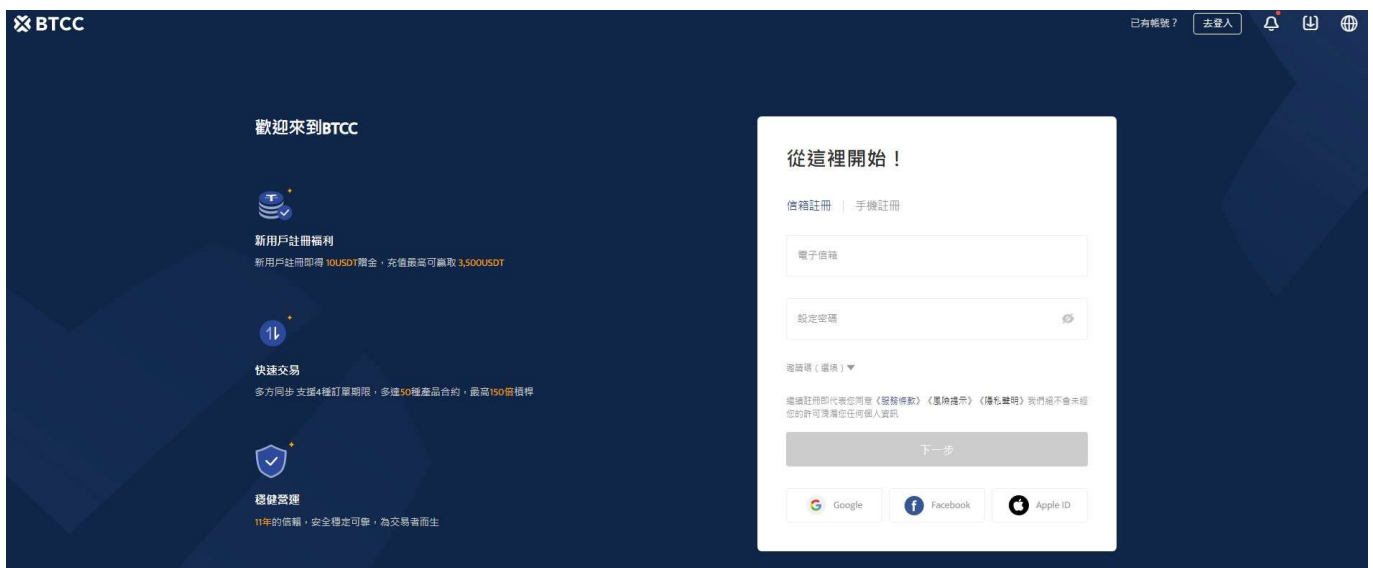 BTCC
已有帳號？ 去登入
歡迎來到BTCC
新用戶註冊福利
新用戶註冊即得 10USDT贈金，充值最高可贏取 3,500USDT
快速交易
多方同步 支援4種訂單期限，多達50種產品合約，最高150倍槓桿
穩健營運
11年的信賴，安全穩定可靠，為交易者而生
從這裡開始！
信箱註冊 | 手機註冊
電子信箱
設定密碼
邀請碼（選填）
繼續註冊即代表您同意《服務條款》《風險提示》《隱私聲明》我們絕不會未經
您的許可洩漏您任何個人資訊
下一步
Google Facebook Apple ID